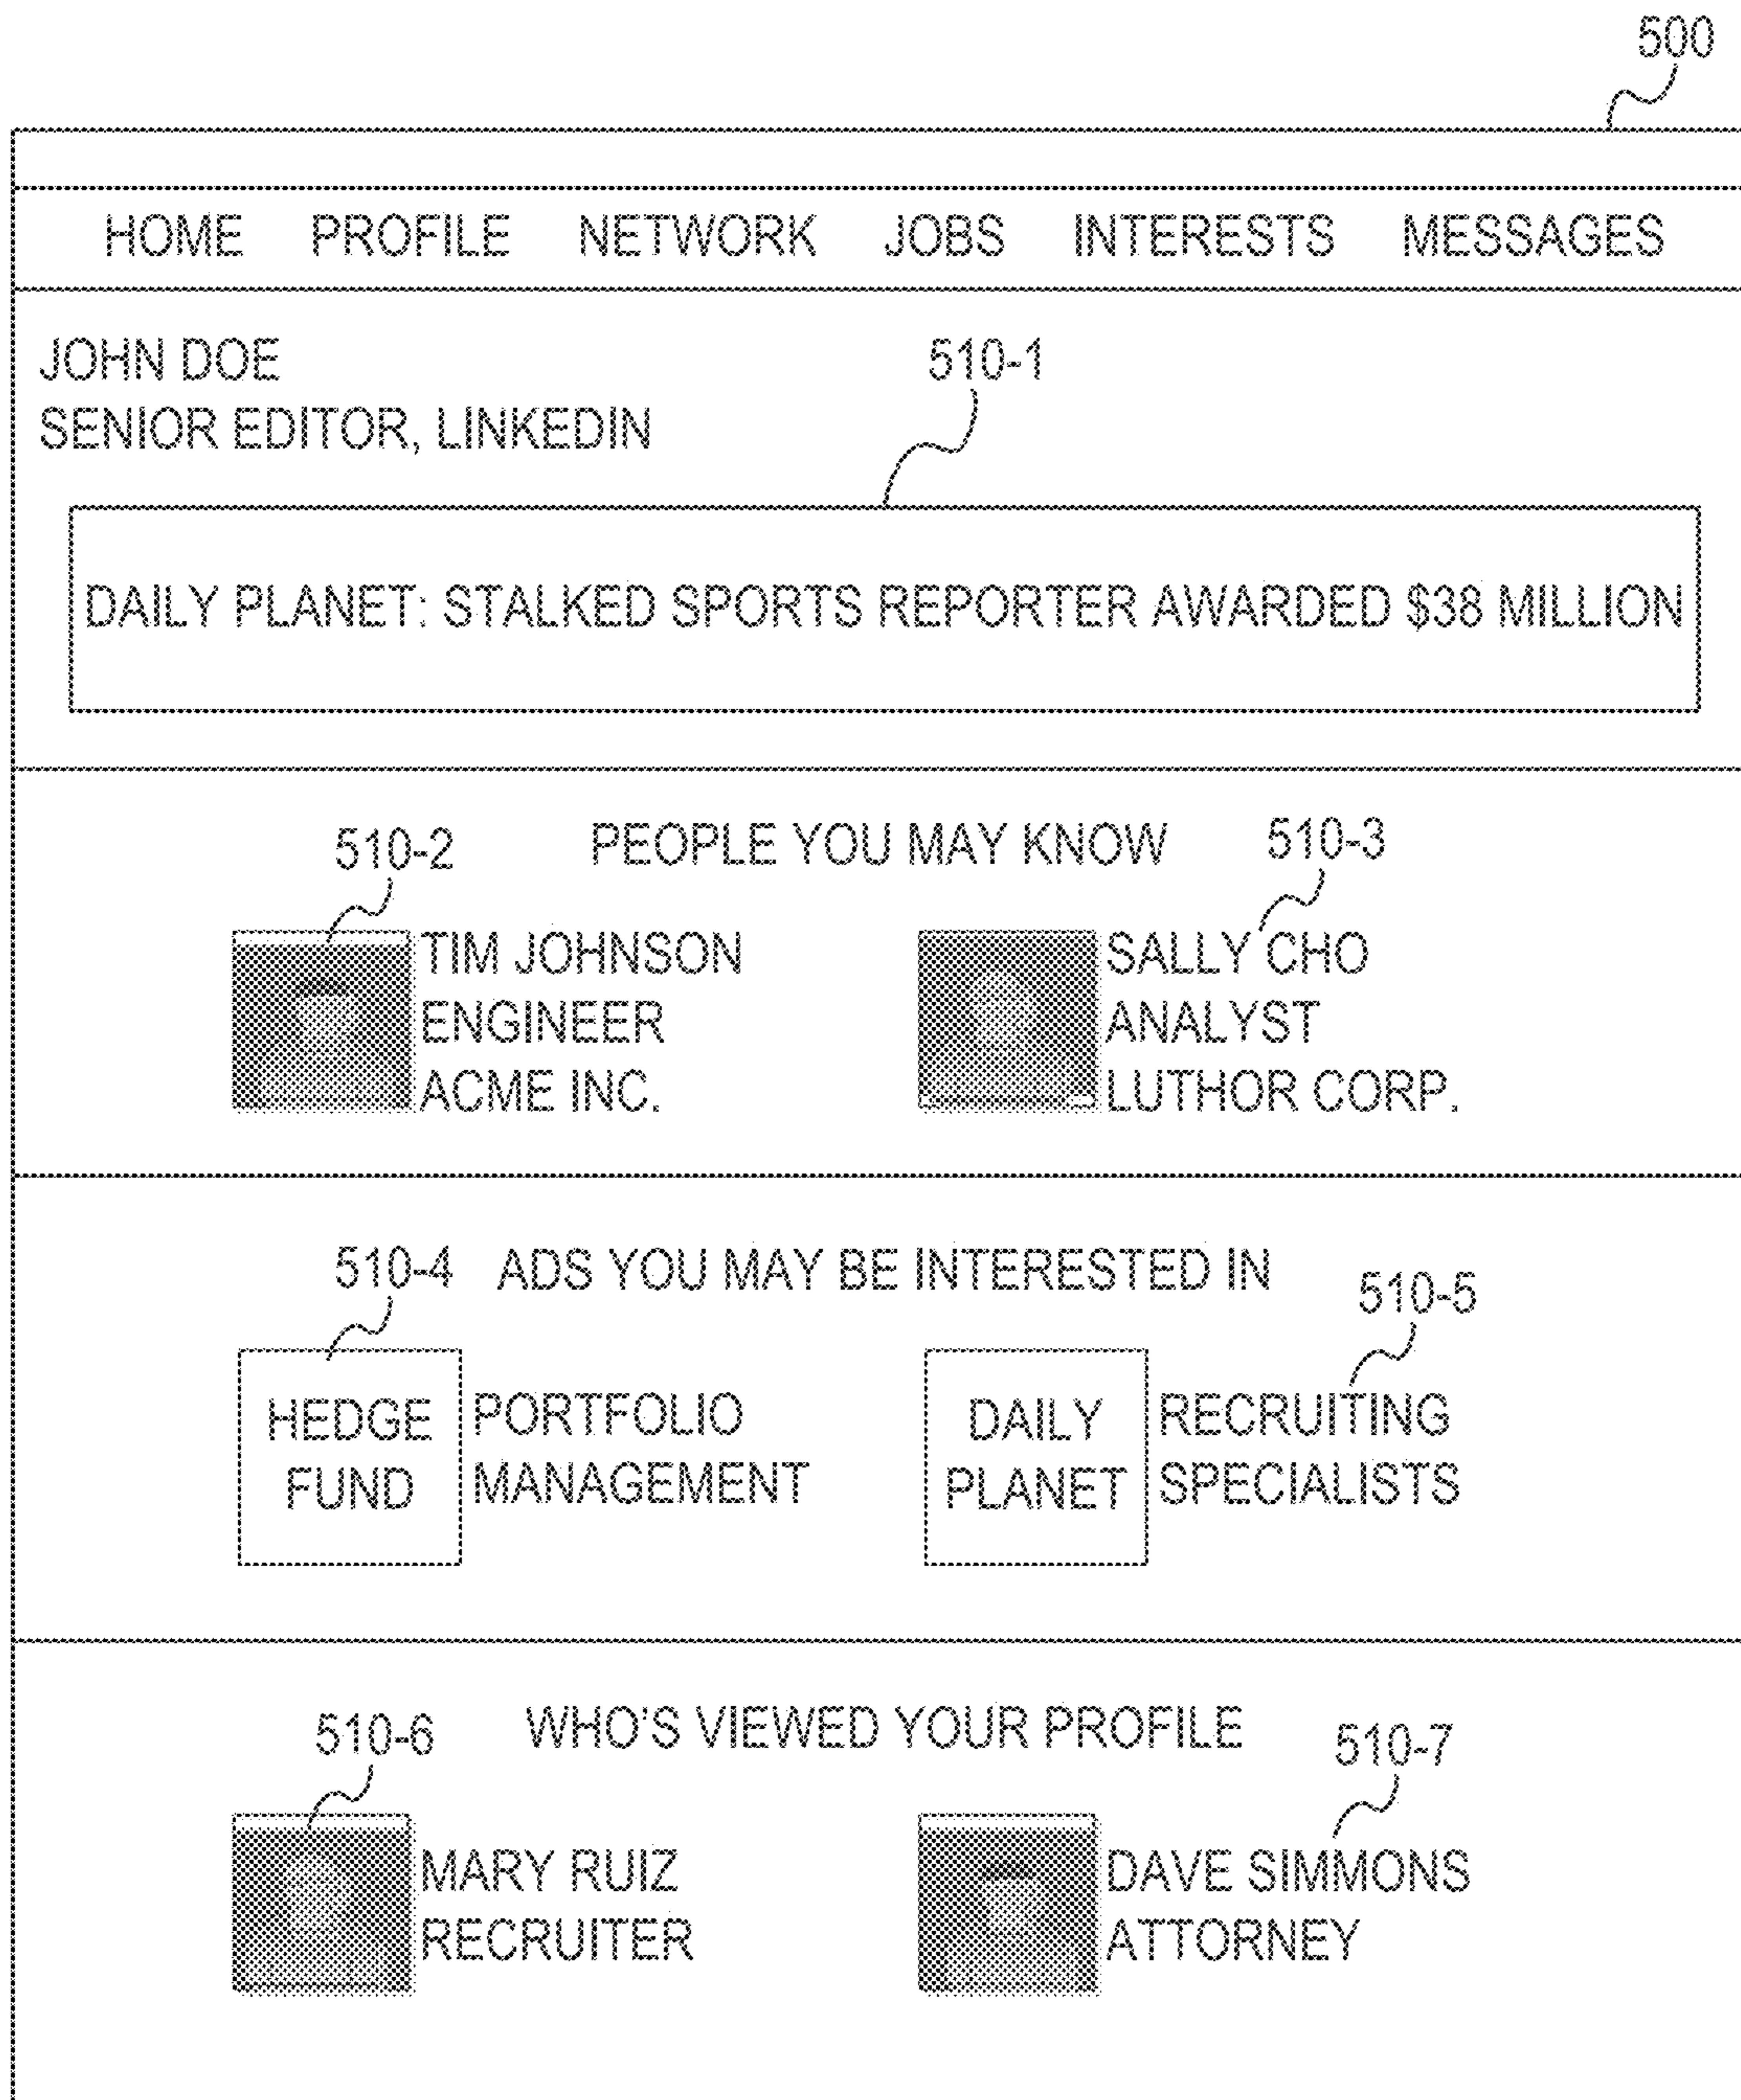 500
HOME PROFILE NETWORK JOBS INTERESTS MESSAGES
JOHN DOE
SENIOR EDITOR, LINKEDIN
510-1
DAILY PLANET: STALKED SPORTS REPORTER AWARDED $38 MILLION
PEOPLE YOU MAY KNOW
510-2
TIM JOHNSON
ENGINEER
ACME INC.
510-3
SALLY CHO
ANALYST
LUTHOR CORP.
ADS YOU MAY BE INTERESTED IN
510-4
HEDGE
FUND
PORTFOLIO
MANAGEMENT
510-5
DAILY
PLANET
RECRUITING
SPECIALISTS
WHO'S VIEWED YOUR PROFILE
510-6
MARY RUIZ
RECRUITER
510-7
DAVE SIMMONS
ATTORNEY